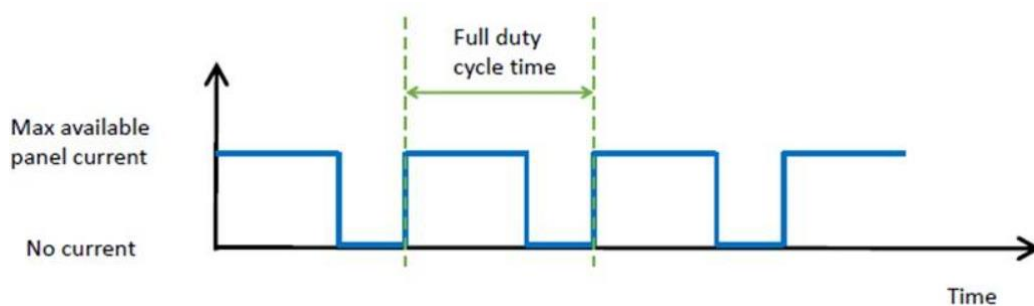 Full duty
cycle time
Max available
panel current
No current
Time